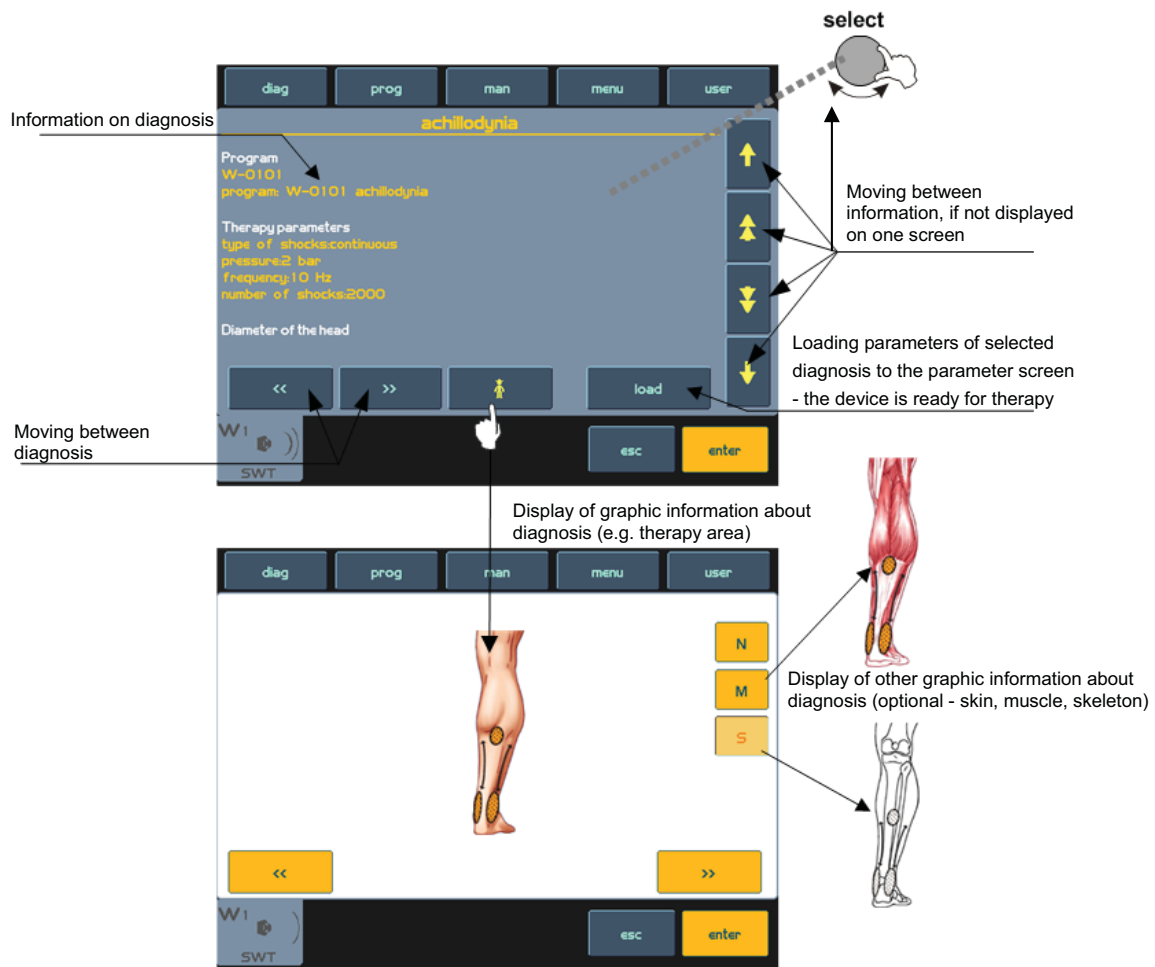 select
diag prog man menu user
Information on diagnosis
achillodynia
Program
W-0101
program: W-0101 achillodynia
Moving between
information, if not displayed
on one screen
Therapy parameters
type of shocks:continuous
pressure:2 bar
frequency:10 Hz
number of shocks:2000
Diameter of the head
Loading parameters of selected
diagnosis to the parameter screen
- the device is ready for therapy
<< >> load
Moving between
diagnosis
W1
SWT
esc enter
Display of graphic information about
diagnosis (e.g. therapy area)
diag prog man menu user
N
M
S
Display of other graphic information about
diagnosis (optional - skin, muscle, skeleton)
<< >>
W1
SWT
esc enter